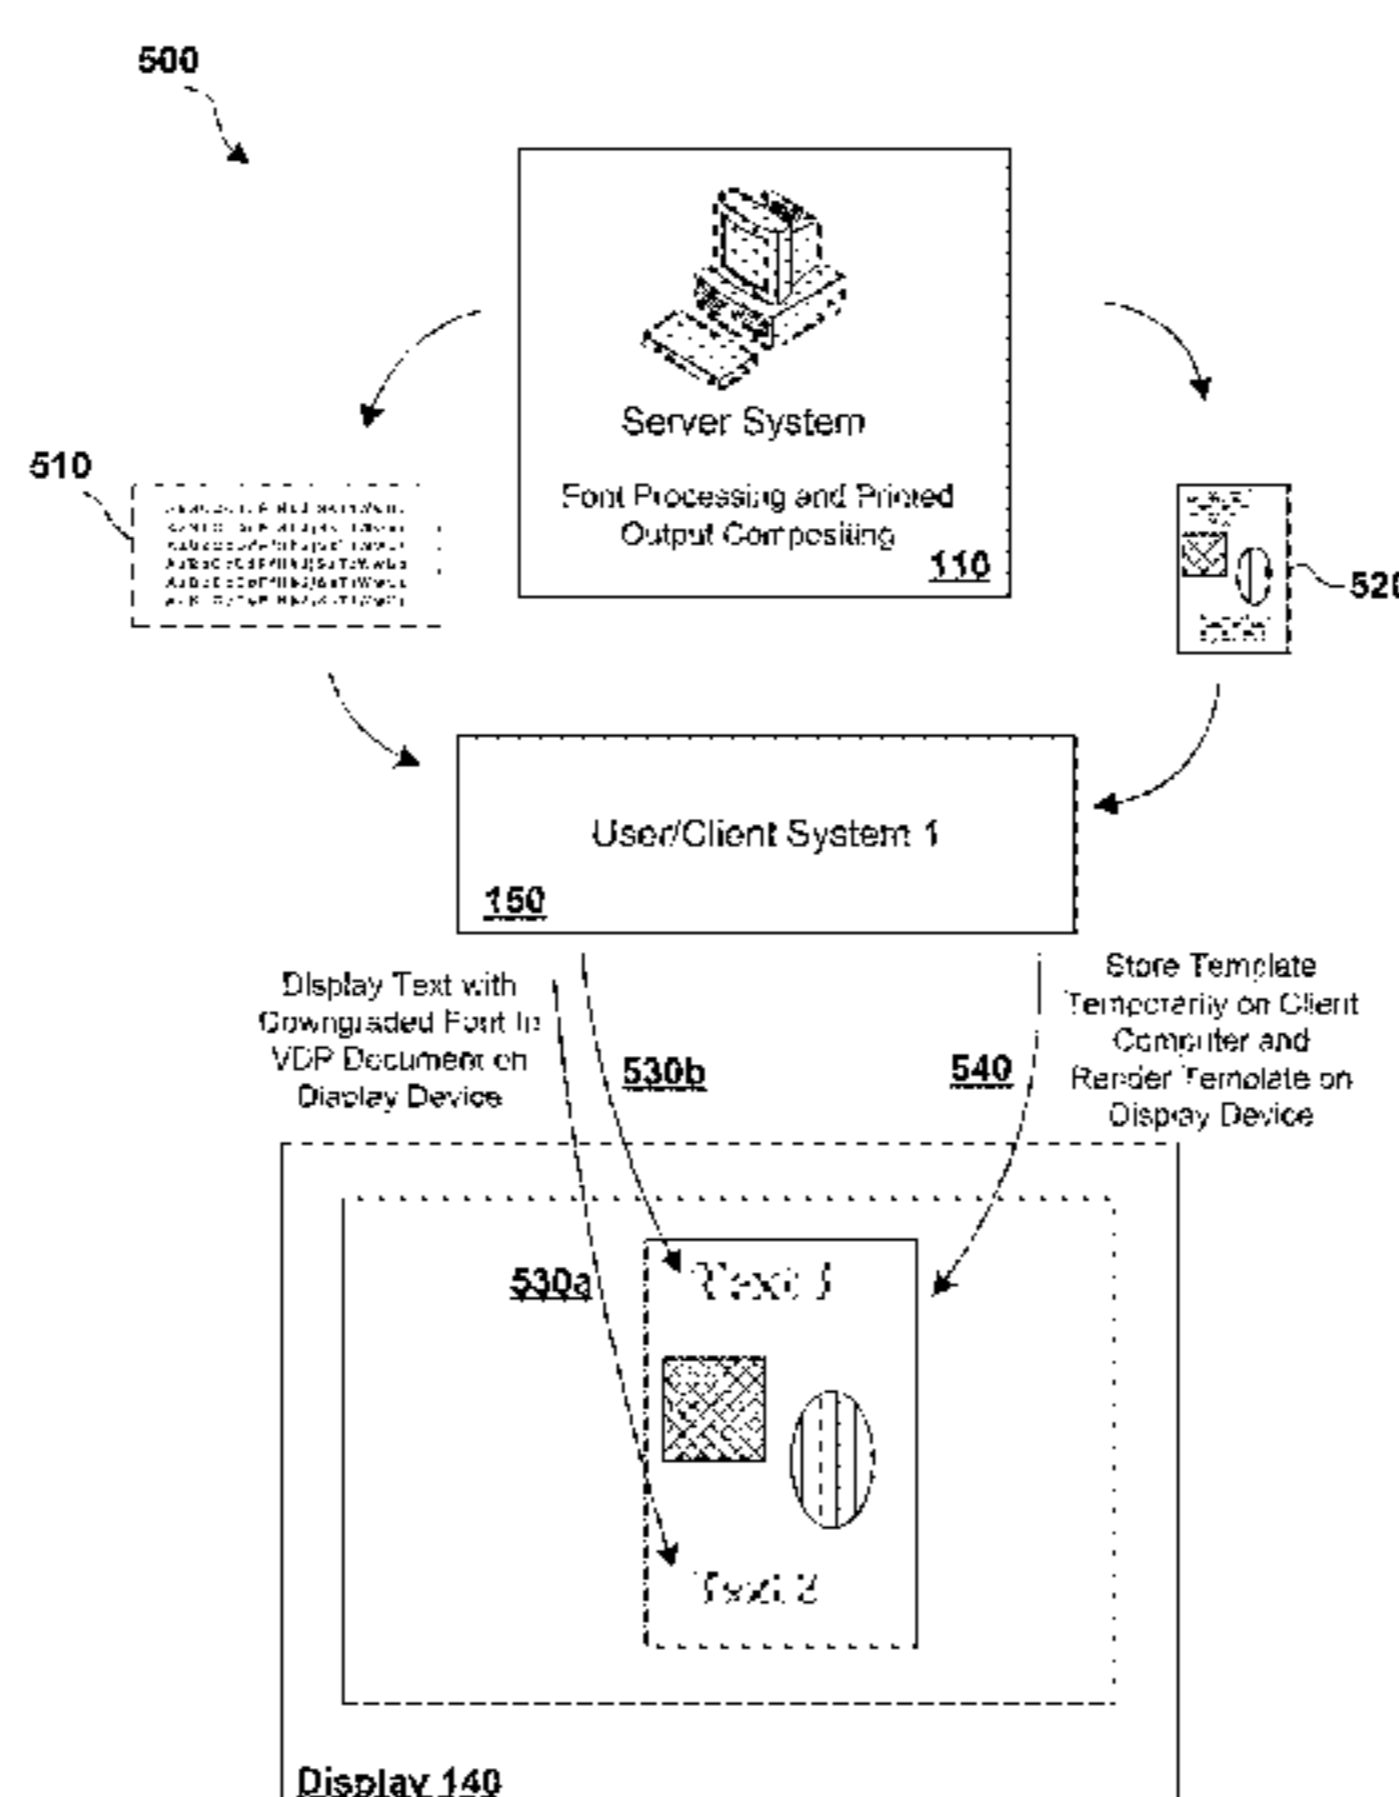 500
Server System
Font Processing and Printed
Output Compositing
110
510
520
User/Client System 1
150
Display Text with
Downgraded Font in
VDP Document on
Display Device
530b
540
Store Template
Temporarily on Client
Computer and
Render Template on
Display Device
530a
Text 1
Text 2
Display 140